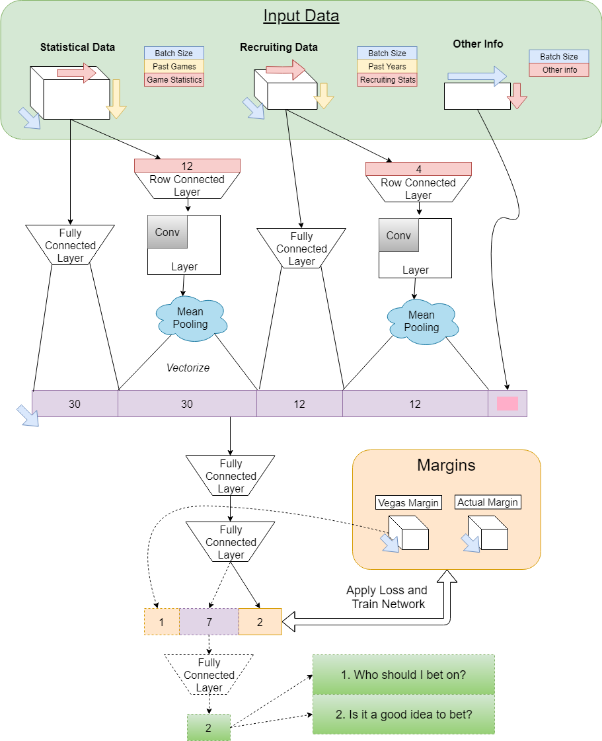 Input Data
Statistical Data
Batch Size
Past Games
Game Statistics
Recruiting Data
Batch Size
Past Years
Recruiting Stats
Other Info
Batch Size
Other info
12
Row Connected
Layer
4
Row Connected
Layer
Fully
Connected
Layer
Conv
Layer
Fully
Connected
Layer
Conv
Layer
Mean
Pooling
Mean
Pooling
Vectorize
30
30
12
12
Fully
Connected
Layer
Margins
Vegas Margin
Actual Margin
Fully
Connected
Layer
Apply Loss and
Train Network
1
7
2
Fully
Connected
Layer
1. Who should I bet on?
2
2. Is it a good idea to bet?